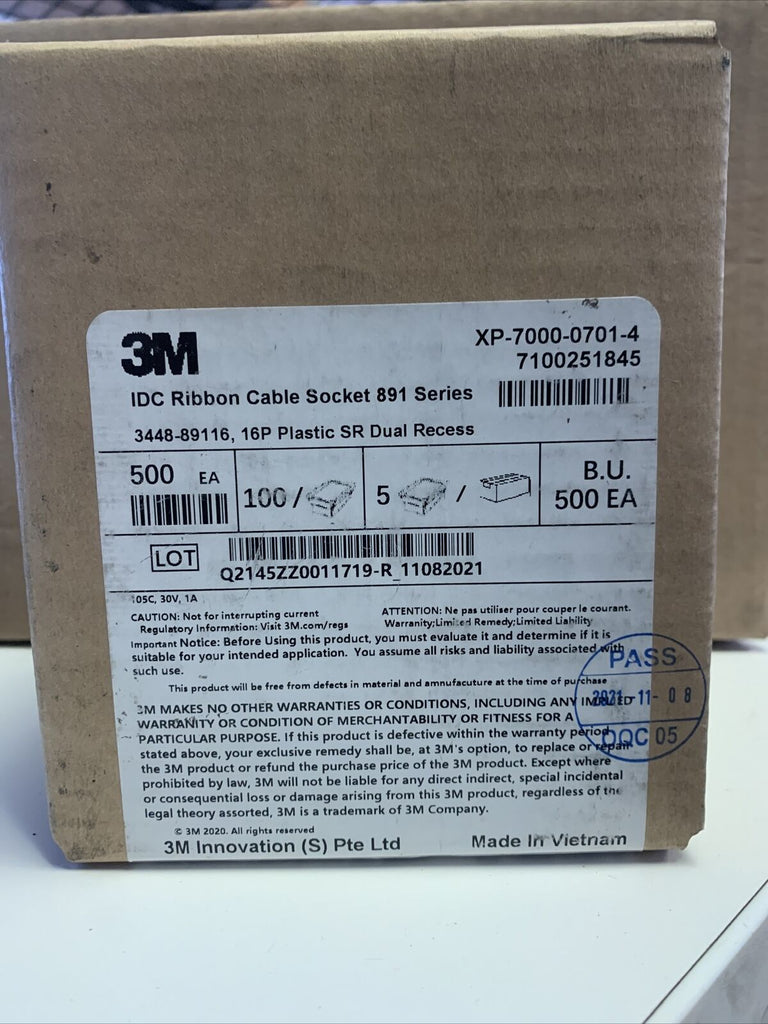 3M
XP-7000-0701-4
7100251845
IDC Ribbon Cable Socket 891 Series
3448-89116, 16P Plastic SR Dual Recess
500 EA
100 /
5 /
B.U.
500 EA
LOT
Q2145ZZ0011719-R_11082021
105C, 30V, 1A
CAUTION: Not for interrupting current
Regulatory Information: Visit 3M.com/regs
ATTENTION: Ne pas utiliser pour couper le courant.
Warranty;Limited Remedy;Limited Liability
Important Notice: Before Using this product, you must evaluate it and determine if it is
suitable for your intended application. You assume all risks and liability associated with
such use.
This product will be free from defects in material and amnufacuture at the time of purchase
3M MAKES NO OTHER WARRANTIES OR CONDITIONS, INCLUDING ANY IMPLIED
WARRANTY OR CONDITION OF MERCHANTABILITY OR FITNESS FOR A
PARTICULAR PURPOSE. If this product is defective within the warranty period
stated above, your exclusive remedy shall be, at 3M's option, to replace or repair
the 3M product or refund the purchase price of the 3M product. Except where
prohibited by law, 3M will not be liable for any direct indirect, special incidental
or consequential loss or damage arising from this 3M product, regardless of the
legal theory assorted, 3M is a trademark of 3M Company.
© 3M 2020. All rights reserved
3M Innovation (S) Pte Ltd
Made In Vietnam
PASS
2021-11-08
OQC 05